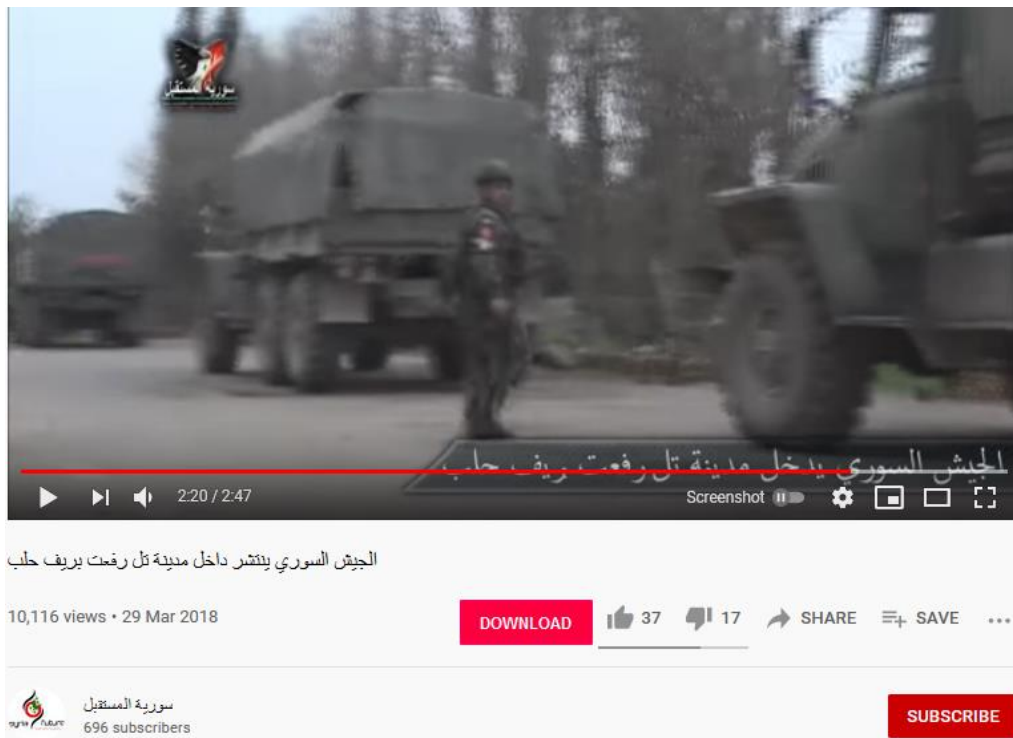 سورية المستقبل
الجيش السوري يدخل مدينة تل رفعت بريف حلب
2:20 / 2:47
Screenshot
الجيش السوري ينتشر داخل مدينة تل رفعت بريف حلب
10,116 views • 29 Mar 2018
DOWNLOAD 37 17 SHARE SAVE
سورية المستقبل
696 subscribers
syria future
SUBSCRIBE